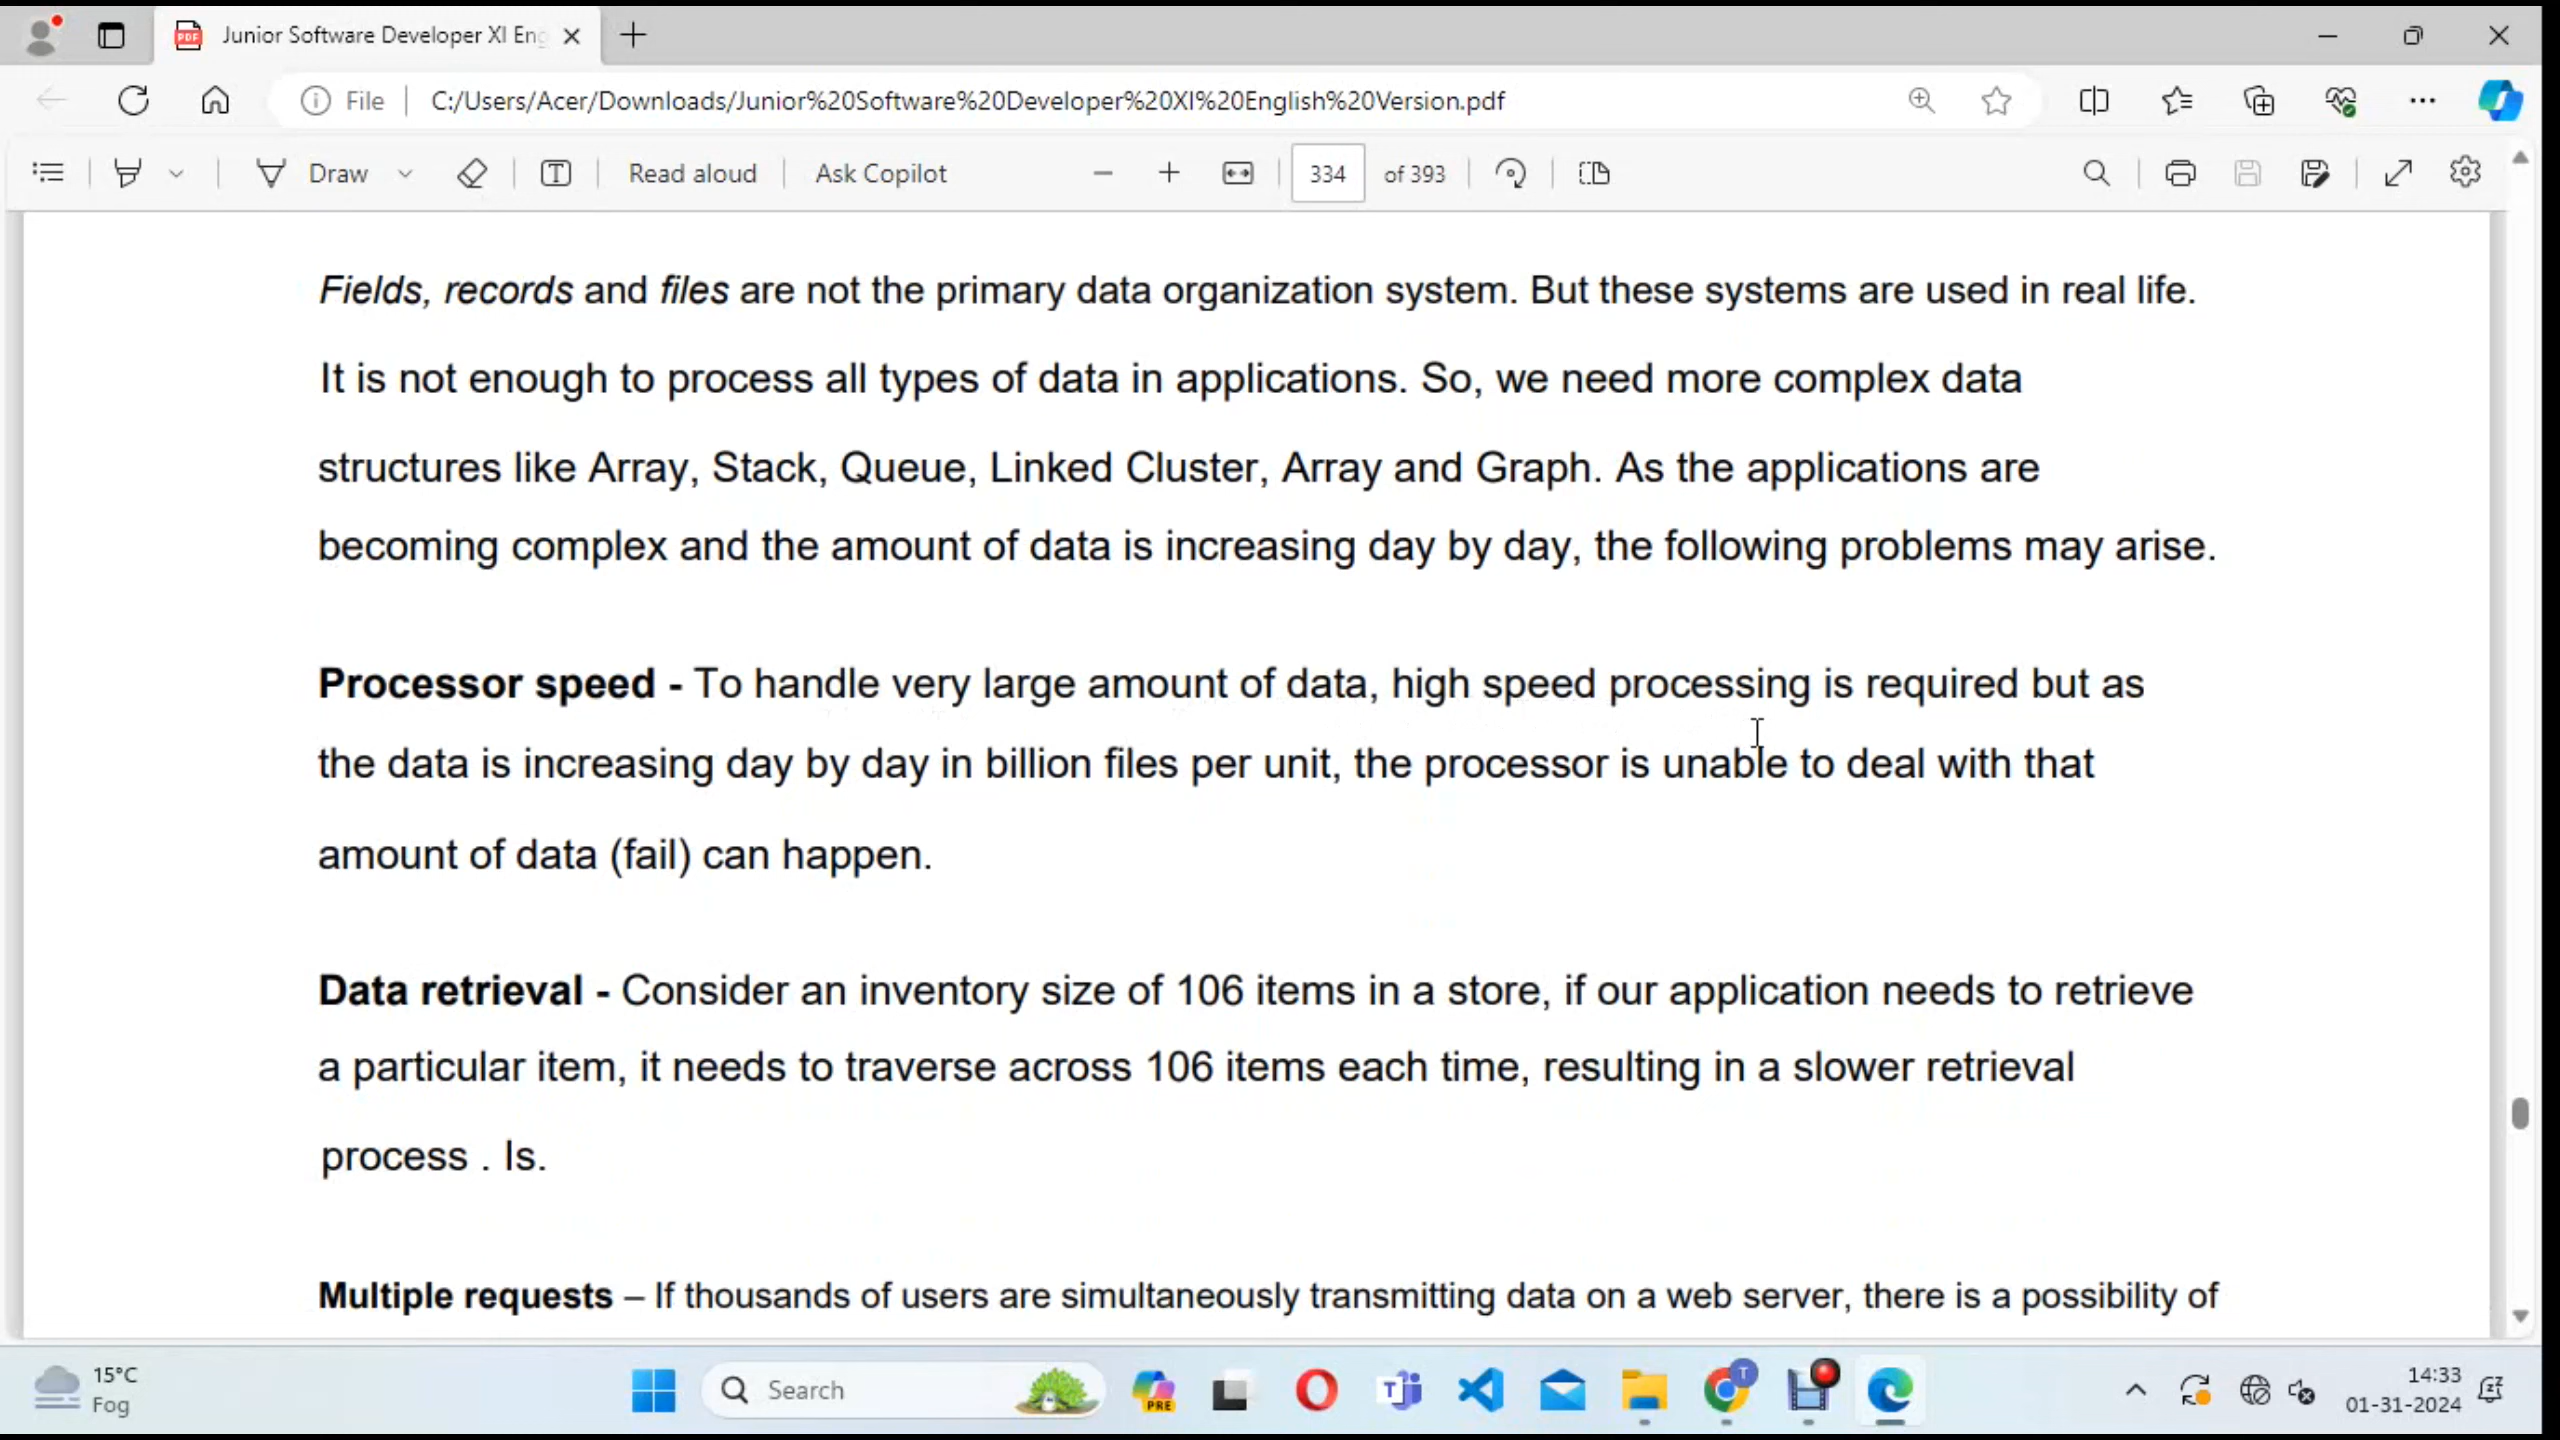 Junior Software Developer XI Eng
File
C:/Users/Acer/Downloads/Junior%20Software%20Developer%20XI%20English%20Version.pdf
Draw
Read aloud
Ask Copilot
334
of 393
Fields, records and files are not the primary data organization system. But these systems are used in real life.
It is not enough to process all types of data in applications. So, we need more complex data
structures like Array, Stack, Queue, Linked Cluster, Array and Graph. As the applications are
becoming complex and the amount of data is increasing day by day, the following problems may arise.
Processor speed - To handle very large amount of data, high speed processing is required but as
the data is increasing day by day in billion files per unit, the processor is unable to deal with that
amount of data (fail) can happen.
Data retrieval - Consider an inventory size of 106 items in a store, if our application needs to retrieve
a particular item, it needs to traverse across 106 items each time, resulting in a slower retrieval
process . Is.
Multiple requests – If thousands of users are simultaneously transmitting data on a web server, there is a possibility of
15°C
Fog
Search
PRE
14:33
01-31-2024